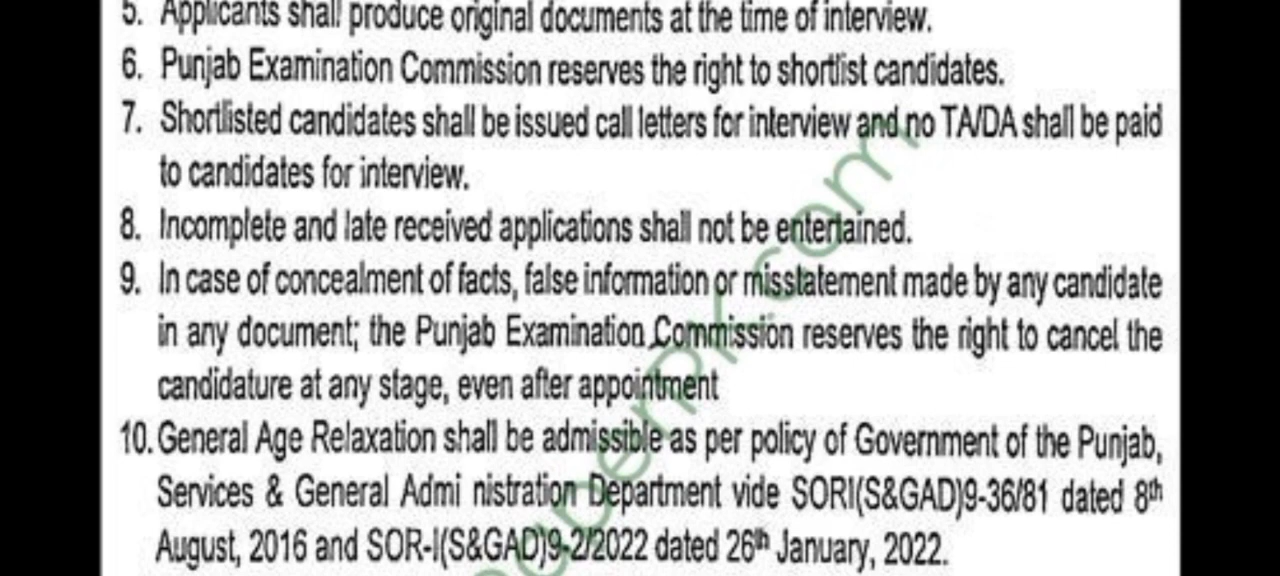 5. Applicants shall produce original documents at the time of interview.
6. Punjab Examination Commission reserves the right to shortlist candidates.
7. Shortlisted candidates shall be issued call letters for interview and no TA/DA shall be paid
to candidates for interview.
8. Incomplete and late received applications shall not be entertained.
9. In case of concealment of facts, false information or misstatement made by any candidate
in any document; the Punjab Examination Commission reserves the right to cancel the
candidature at any stage, even after appointment
10. General Age Relaxation shall be admissible as per policy of Government of the Punjab,
Services & General Admi nistration Department vide SORI(S&GAD)9-36/81 dated 8th
August, 2016 and SOR-I(S&GAD)9-2/2022 dated 26th January, 2022.
aperPK.com